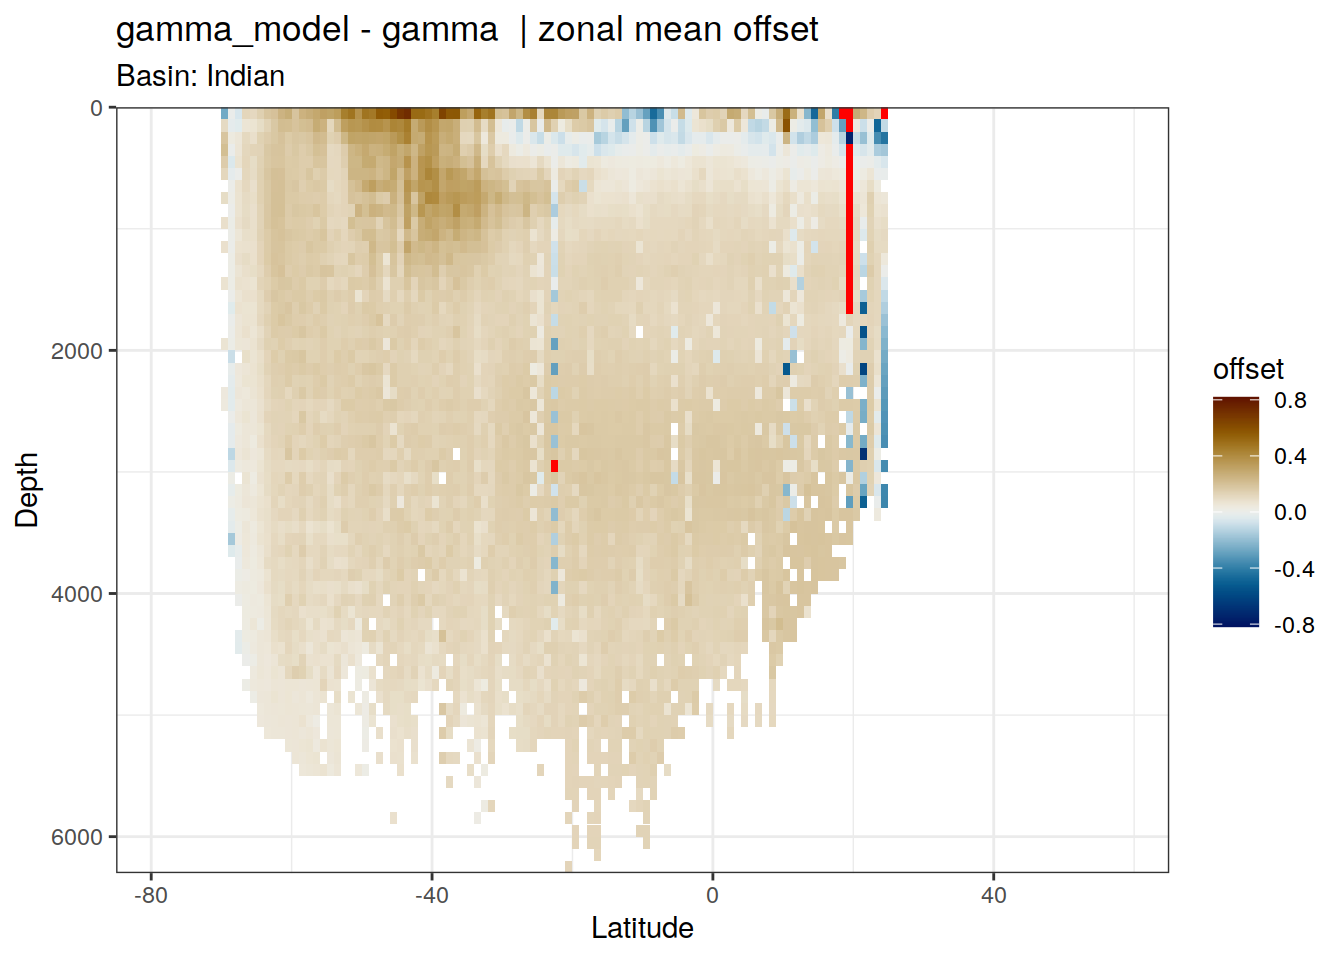 gamma_model - gamma  | zonal mean offset
Basin: Indian
0
2000
4000
6000
Depth
-80
-40
0
40
Latitude
offset
0.8
0.4
0.0
-0.4
-0.8